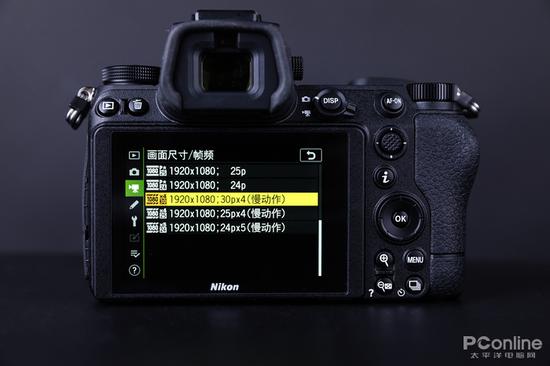 DISP
AF-ON
画面尺寸/帧频
1920x1080; 25p
1920x1080; 24p
1920x1080;30px4(慢动作)
1920x1080;25px4(慢动作)
1920x1080;24px5(慢动作)
i
OK
MENU
?
?
Nikon
PConline
太平洋电脑网